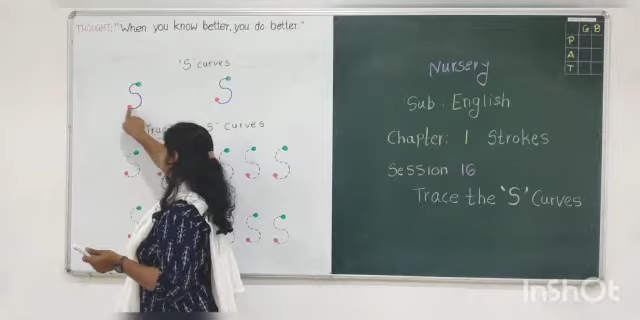 THOUGHT: "When you know better, you do better."
'S' curves
S S
Trace S' Curves
S S S
S S S
G B
P
A
T
Nursery
Sub. English
Chapter: 1 Strokes
Session 16
Trace the 'S' Curves
InShOt